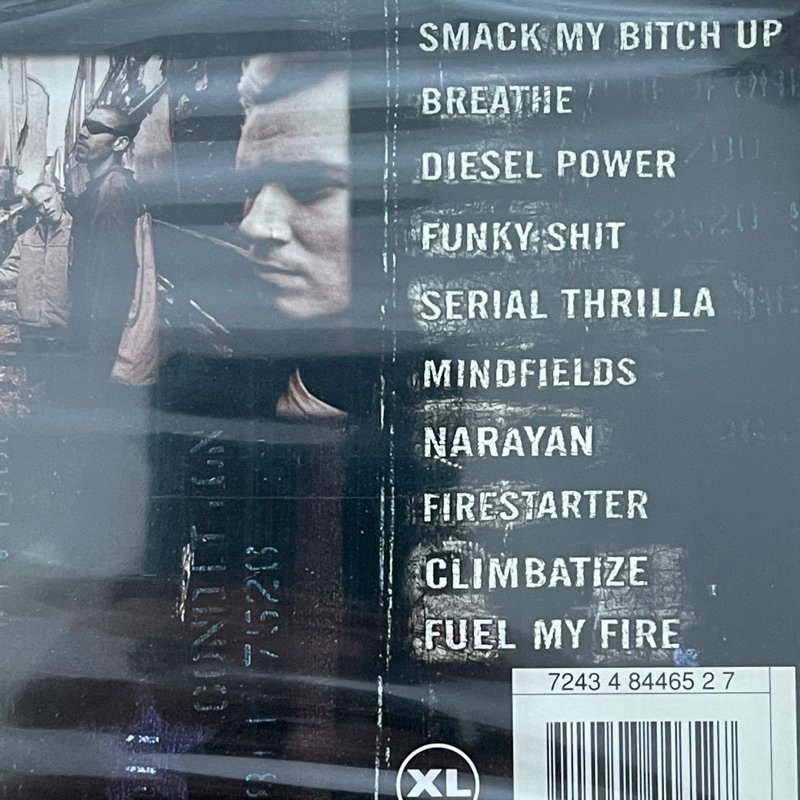 SMACK MY BITCH UP
BREATHE
DIESEL POWER
FUNKY SHIT
SERIAL THRILLA
MINDFIELDS
NARAYAN
FIRESTARTER
CLIMBATIZE
FUEL MY FIRE
7243 4 84465 2 7
XL